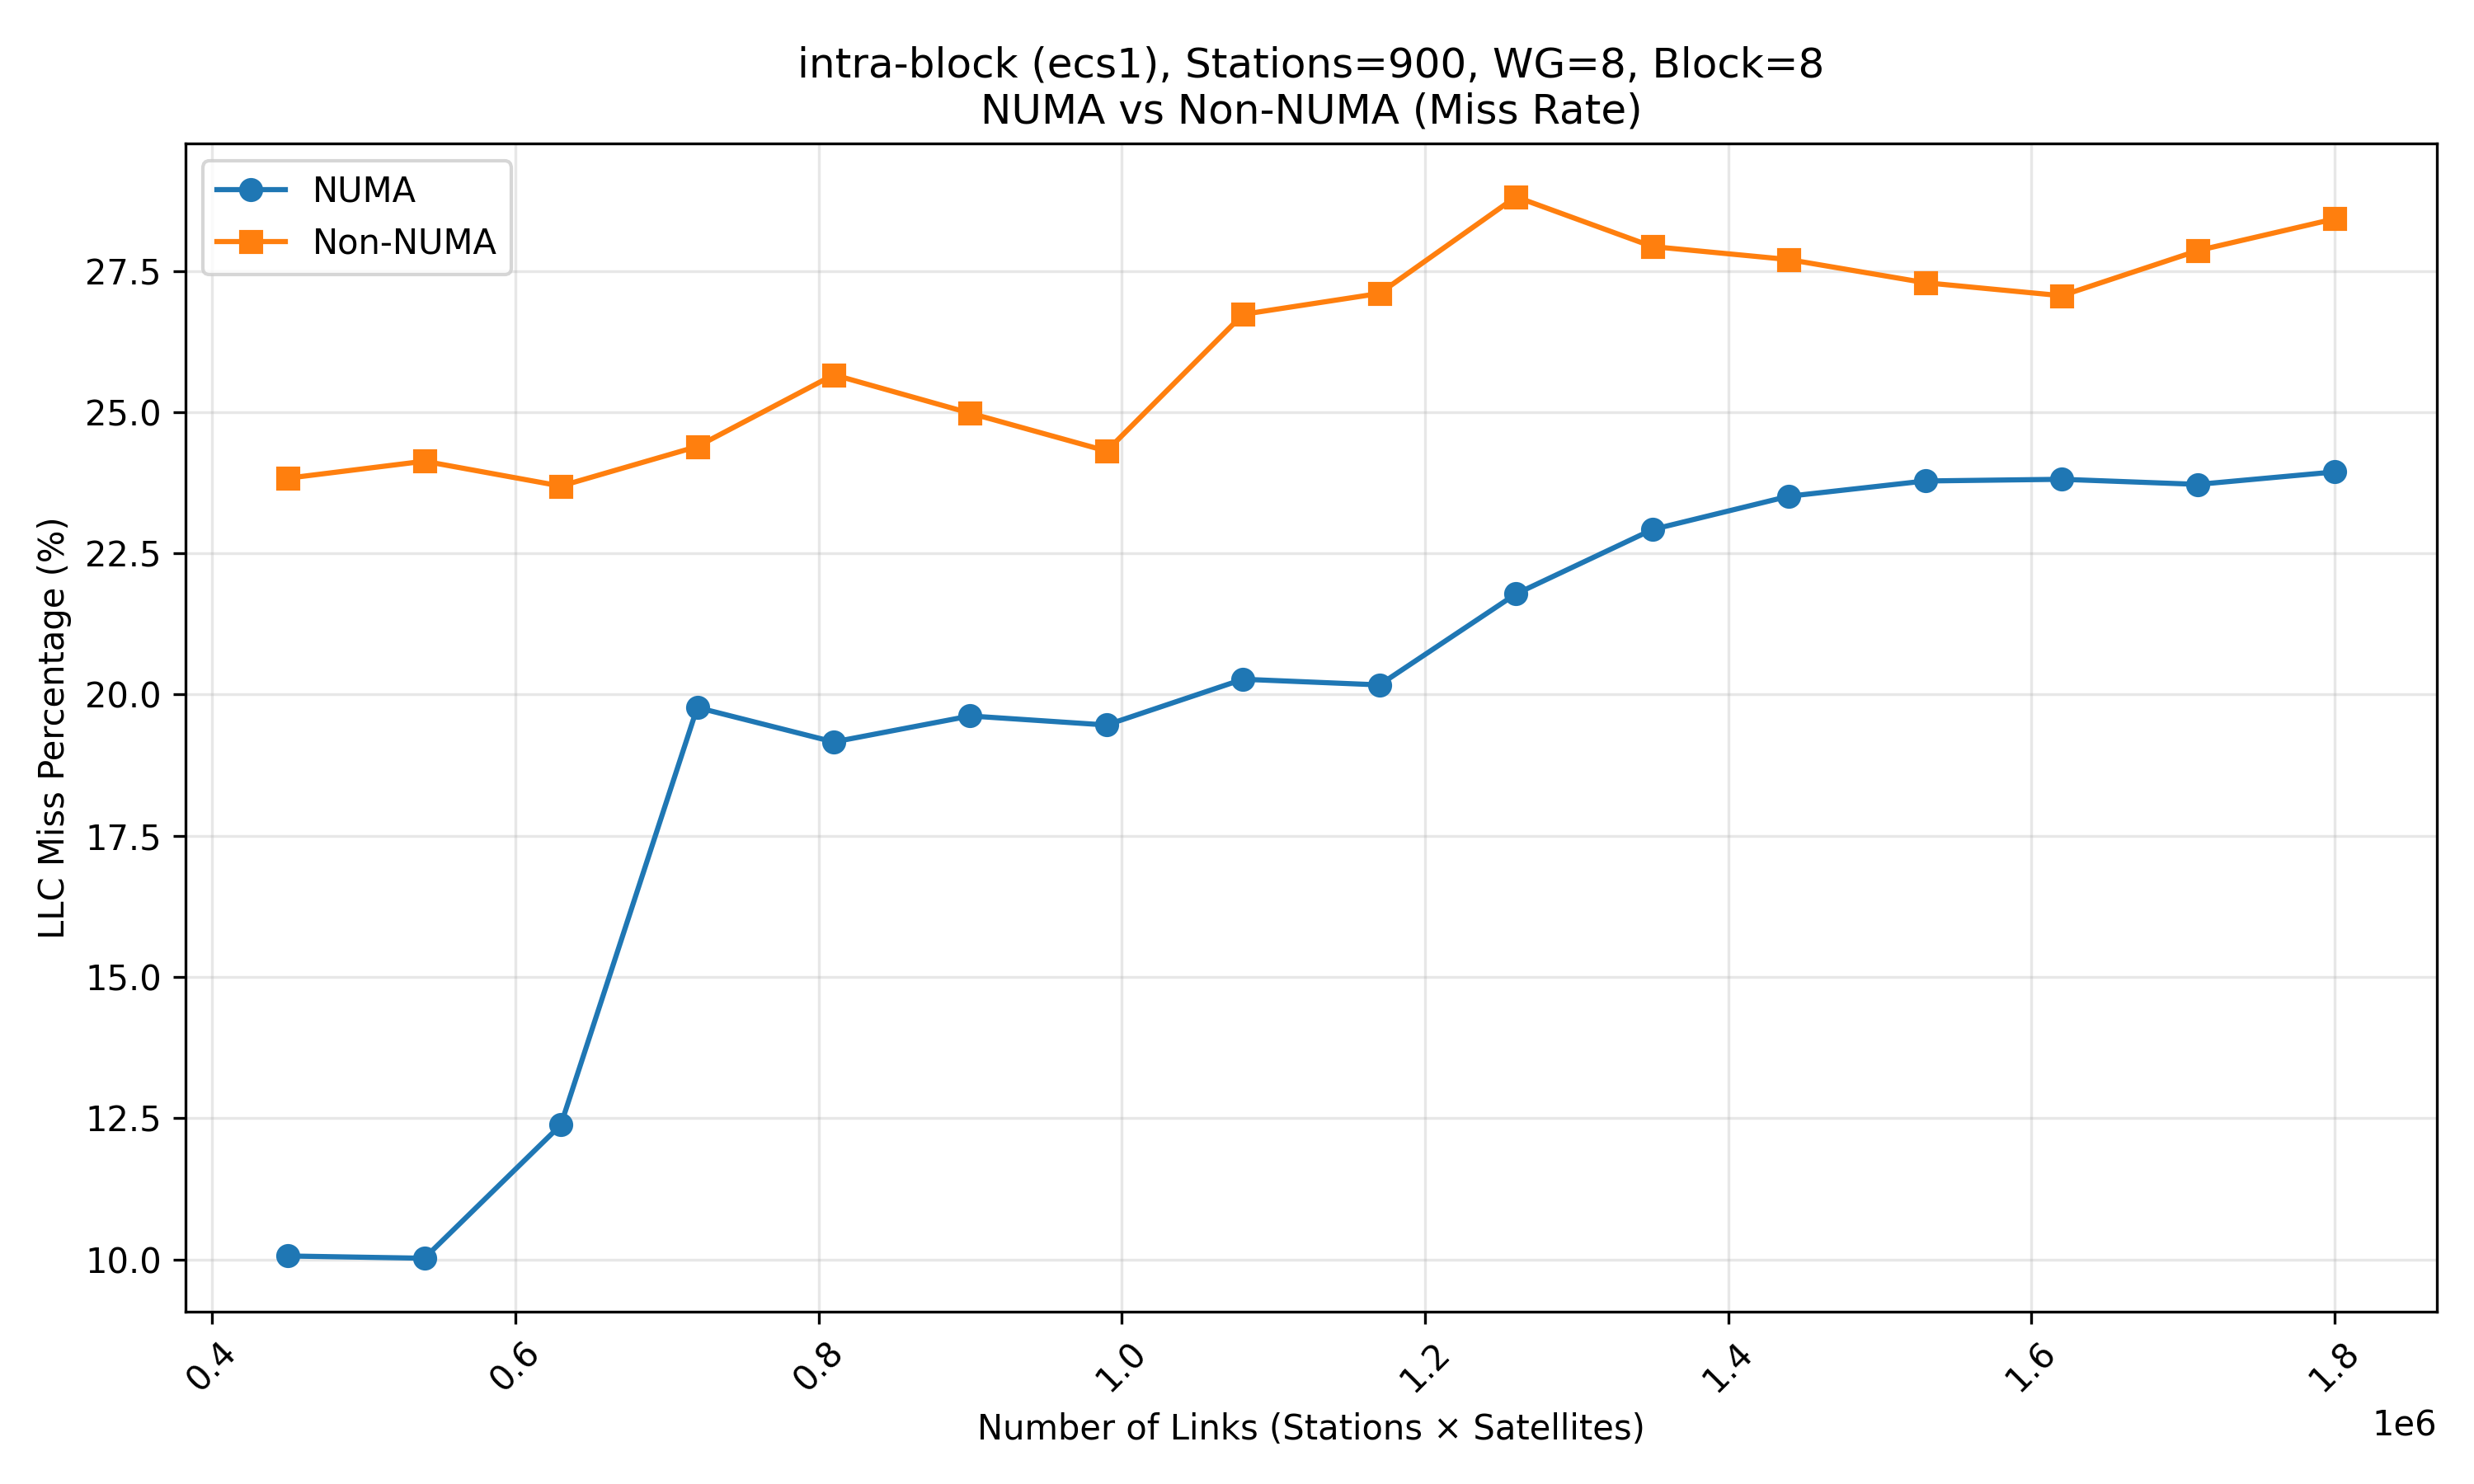 intra-block (ecs1), Stations=900, WG=8, Block=8
NUMA vs Non-NUMA (Miss Rate)
NUMA
Non-NUMA
LLC Miss Percentage (%)
27.5
25.0
22.5
20.0
17.5
15.0
12.5
10.0
0.4
0.6
0.8
1.0
1.2
1.4
1.6
1.8
1e6
Number of Links (Stations × Satellites)